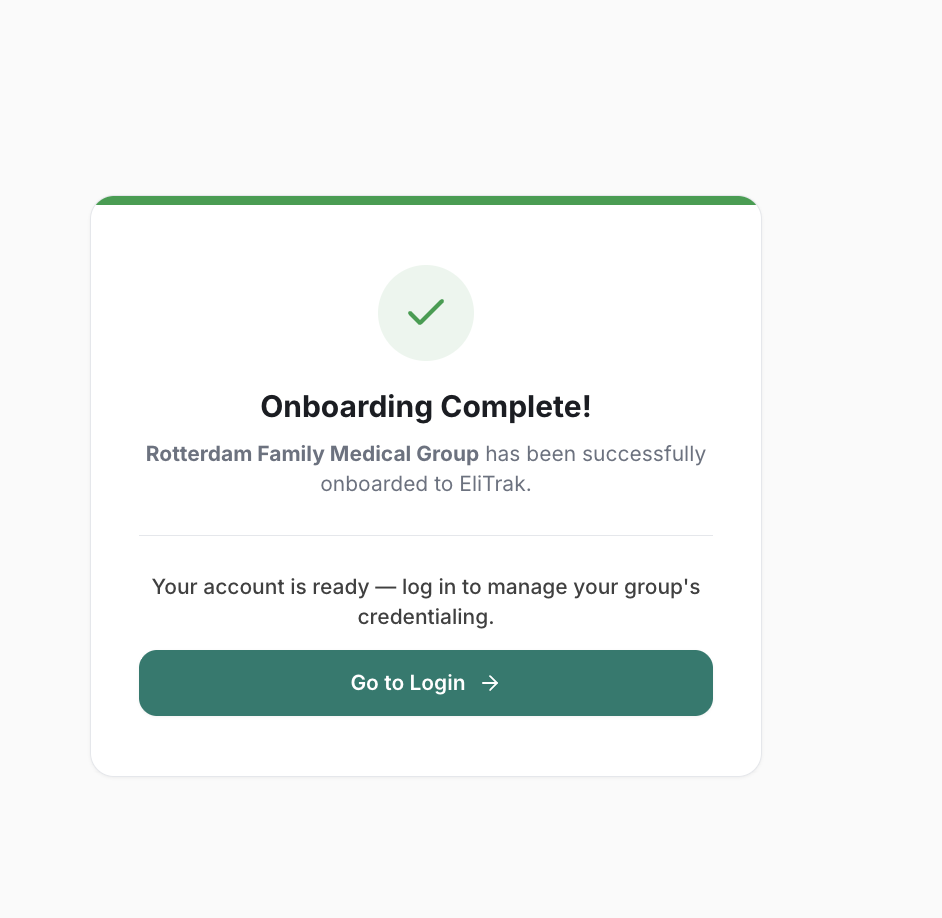 Onboarding Complete!
Rotterdam Family Medical Group has been successfully
onboarded to EliTrak.
Your account is ready — log in to manage your group's
credentialing.
Go to Login →